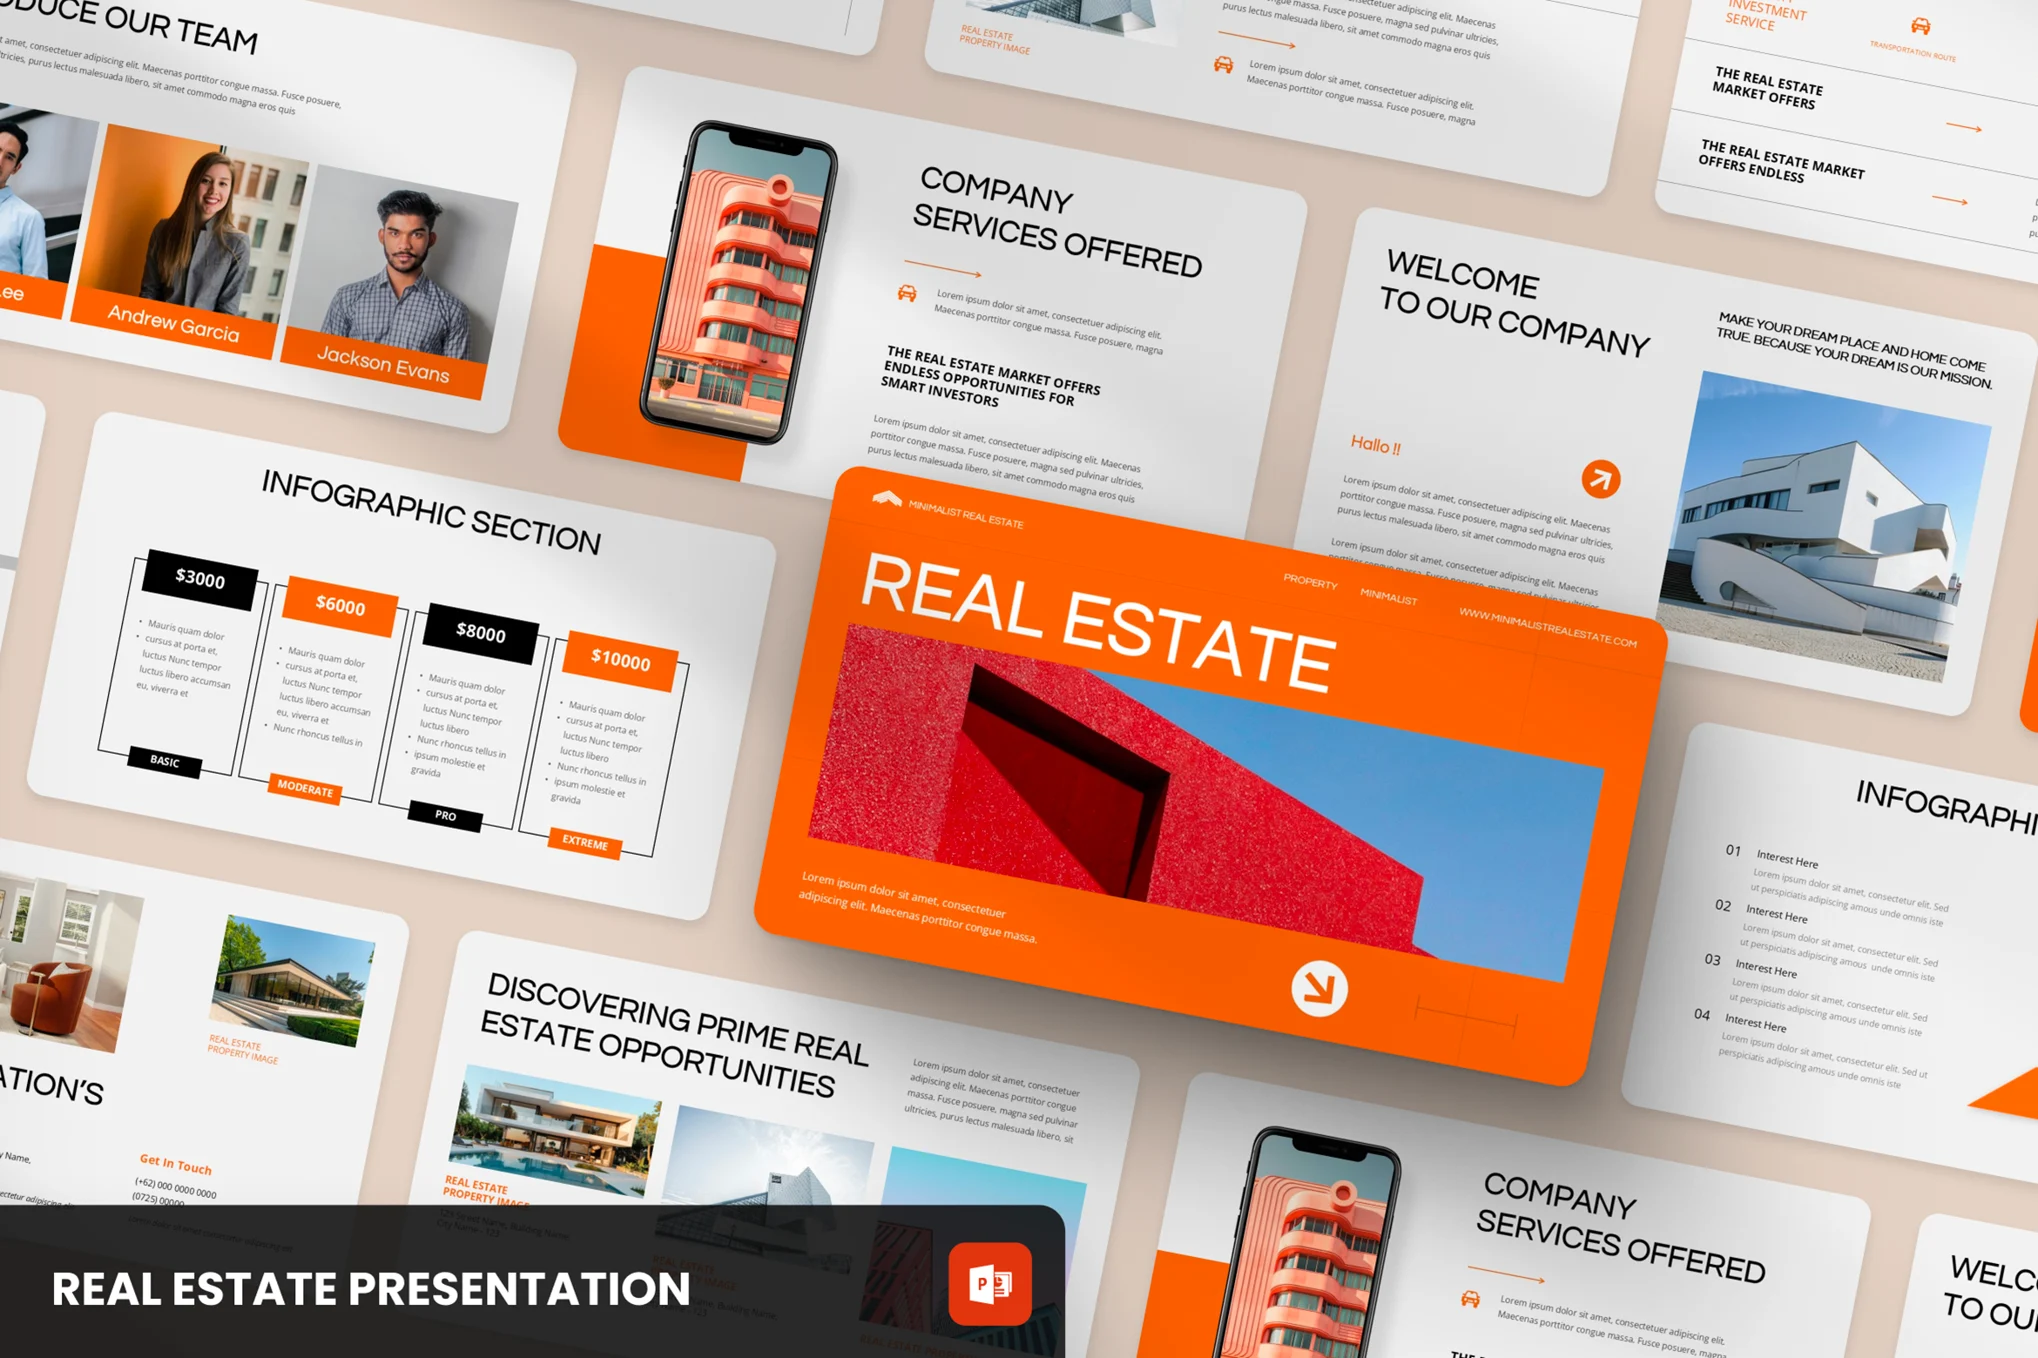 ODUCE OUR TEAM
t amet, consectetuer adipiscing elit. Maecenas porttitor congue massa. Fusce posuere,
tricies, purus lectus malesuada libero, sit amet commodo magna eros quis
Lee
Andrew Garcia
Jackson Evans
REAL ESTATE
PROPERTY IMAGE
purus lectus malesuada libero, sit amet commodo magna eros quis
Lorem ipsum dolor sit amet, consectetuer adipiscing elit.
Maecenas porttitor congue massa. Fusce posuere, magna
INVESTMENT
SERVICE
TRANSPORTATION ROUTE
THE REAL ESTATE
MARKET OFFERS
THE REAL ESTATE MARKET
OFFERS ENDLESS
COMPANY
SERVICES OFFERED
Lorem ipsum dolor sit amet, consectetuer adipiscing elit.
Maecenas porttitor congue massa. Fusce posuere, magna
THE REAL ESTATE MARKET OFFERS
ENDLESS OPPORTUNITIES FOR
SMART INVESTORS
Lorem ipsum dolor sit amet, consectetuer adipiscing elit. Maecenas
porttitor congue massa. Fusce posuere, magna sed pulvinar ultricies,
purus lectus malesuada libero, sit amet commodo magna eros quis
WELCOME
TO OUR COMPANY
MAKE YOUR DREAM PLACE AND HOME COME
TRUE. BECAUSE YOUR DREAM IS OUR MISSION.
Hallo !!
Lorem ipsum dolor sit amet, consectetuer adipiscing elit. Maecenas
porttitor congue massa. Fusce posuere, magna sed pulvinar ultricies,
purus lectus malesuada libero, sit amet commodo magna eros quis
Lorem ipsum dolor sit amet, consectetuer adipiscing elit. Maecenas
INFOGRAPHIC SECTION
$3000
Mauris quam dolor
cursus at porta et,
luctus Nunc tempor
luctus libero accumsan
eu, viverra et
BASIC
$6000
Mauris quam dolor
cursus at porta et,
luctus Nunc tempor
luctus libero accumsan
eu, viverra et
Nunc rhoncus tellus in
MODERATE
$8000
Mauris quam dolor
cursus at porta et,
luctus Nunc tempor
luctus libero
Nunc rhoncus tellus in
ipsum molestie et
gravida
PRO
$10000
Mauris quam dolor
cursus at porta et,
luctus Nunc tempor
luctus libero
Nunc rhoncus tellus in
ipsum molestie et
gravida
EXTREME
MINIMALIST REAL ESTATE
PROPERTY
MINIMALIST
WWW.MINIMALISTREALESTATE.COM
REAL ESTATE
Lorem ipsum dolor sit amet, consectetuer
adipiscing elit. Maecenas porttitor congue massa,
INFOGRAPHI
01 Interest Here
Lorem ipsum dolor sit amet, consectetur elit. Sed
ut perspiciatis adipiscing amous unde omnis iste
02 Interest Here
Lorem ipsum dolor sit amet, consectetur elit. Sed
ut perspiciatis adipiscing amous unde omnis iste
03 Interest Here
Lorem ipsum dolor sit amet, consectetur elit. Sed
ut perspiciatis adipiscing amous unde omnis iste
04 Interest Here
Lorem ipsum dolor sit amet, consectetur elit. Sed ut
perspiciatis adipiscing amous unde omnis iste
REAL ESTATE
PROPERTY IMAGE
ATION'S
y Name,
Get In Touch
(+62) 000 0000 0000
(0725) 00000
DISCOVERING PRIME REAL
ESTATE OPPORTUNITIES
Lorem ipsum dolor sit amet, consectetuer
adipiscing elit. Maecenas porttitor congue
massa. Fusce posuere, magna sed pulvinar
ultricies, purus lectus malesuada libero, sit
REAL ESTATE
PROPERTY IMAGE
COMPANY
SERVICES OFFERED
Lorem ipsum dolor sit amet, consectetuer adipiscing elit.
Maecenas porttitor congue massa. Fusce posuere, magna
WELC
TO OU
REAL ESTATE PRESENTATION
P